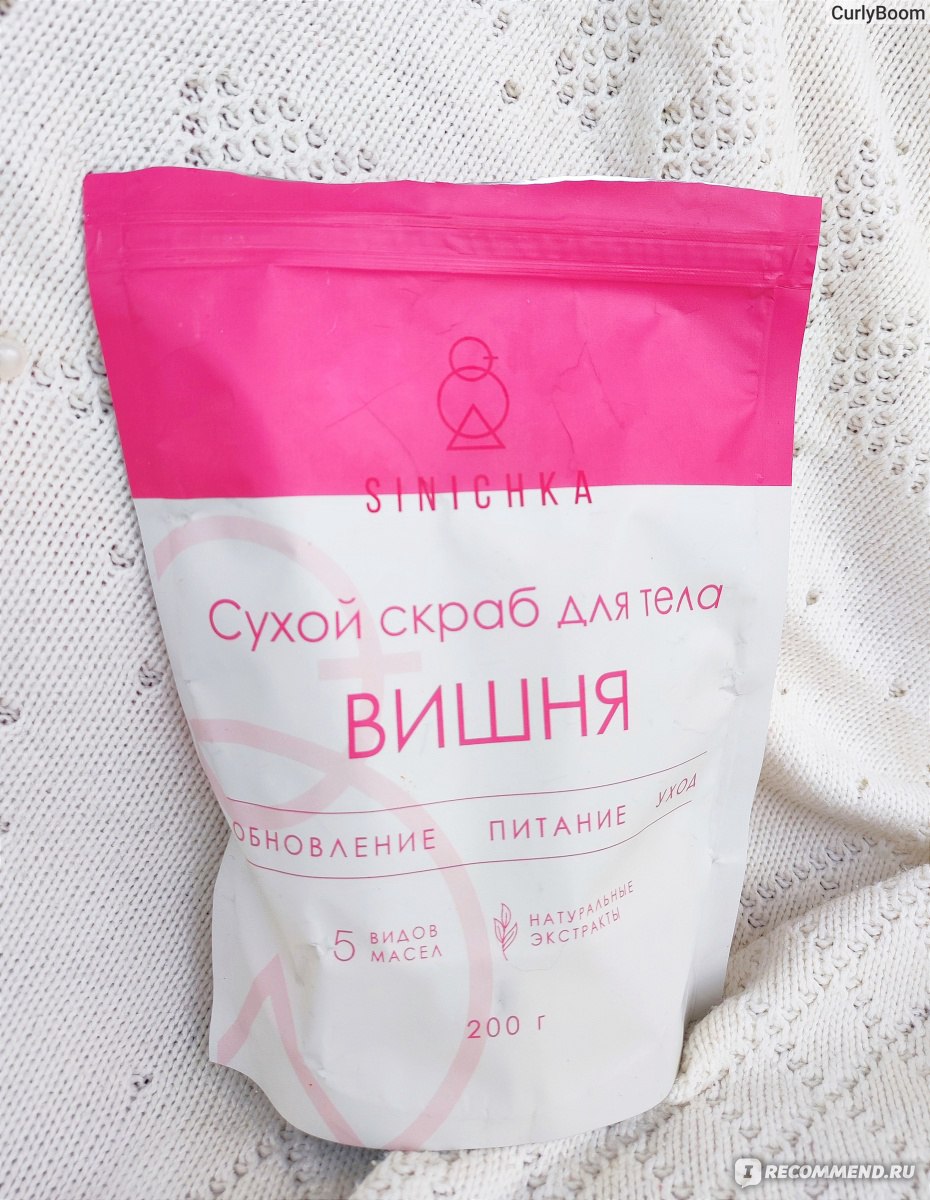 CurlyBoom
SINICHKA
Сухой скраб для тела
ВИШНЯ
ОБНОВЛЕНИЕ ПИТАНИЕ УХОД
5 ВИДОВ МАСЕЛ
НАТУРАЛЬНЫЕ ЭКСТРАКТЫ
200 г
I RECOMMEND.RU